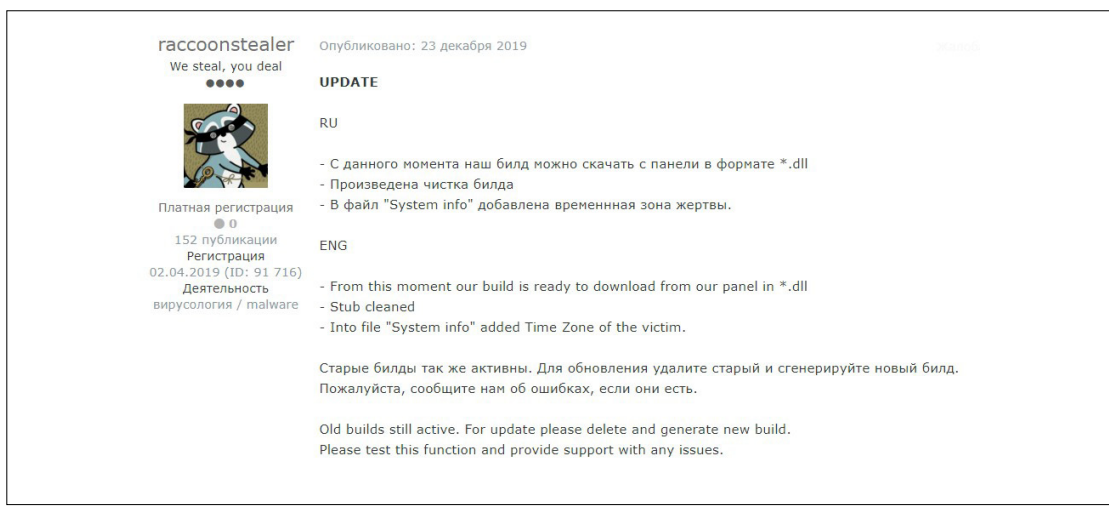 raccoonstealer
We steal, you deal
Платная регистрация
0
152 публикации
Регистрация
02.04.2019 (ID: 91 716)
Деятельность
вирусология / malware
Опубликовано: 23 декабря 2019
UPDATE
RU
- С данного момента наш билд можно скачать с панели в формате *.dll
- Произведена чистка билда
- В файл "System info" добавлена временнная зона жертвы.
ENG
- From this moment our build is ready to download from our panel in *.dll
- Stub cleaned
- Into file "System info" added Time Zone of the victim.
Старые билды так же активны. Для обновления удалите старый и сгенерируйте новый билд.
Пожалуйста, сообщите нам об ошибках, если они есть.
Old builds still active. For update please delete and generate new build.
Please test this function and provide support with any issues.